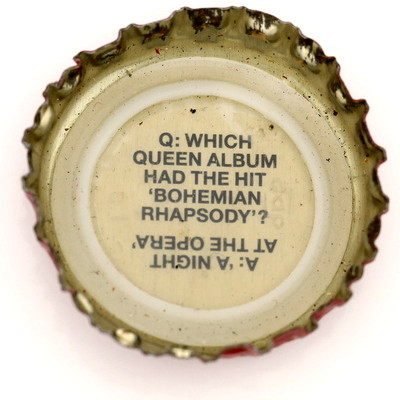 Q: WHICH
QUEEN ALBUM
HAD THE HIT
‘BOHEMIAN
RHAPSODY’?
A: ‘A NIGHT
AT THE OPERA’